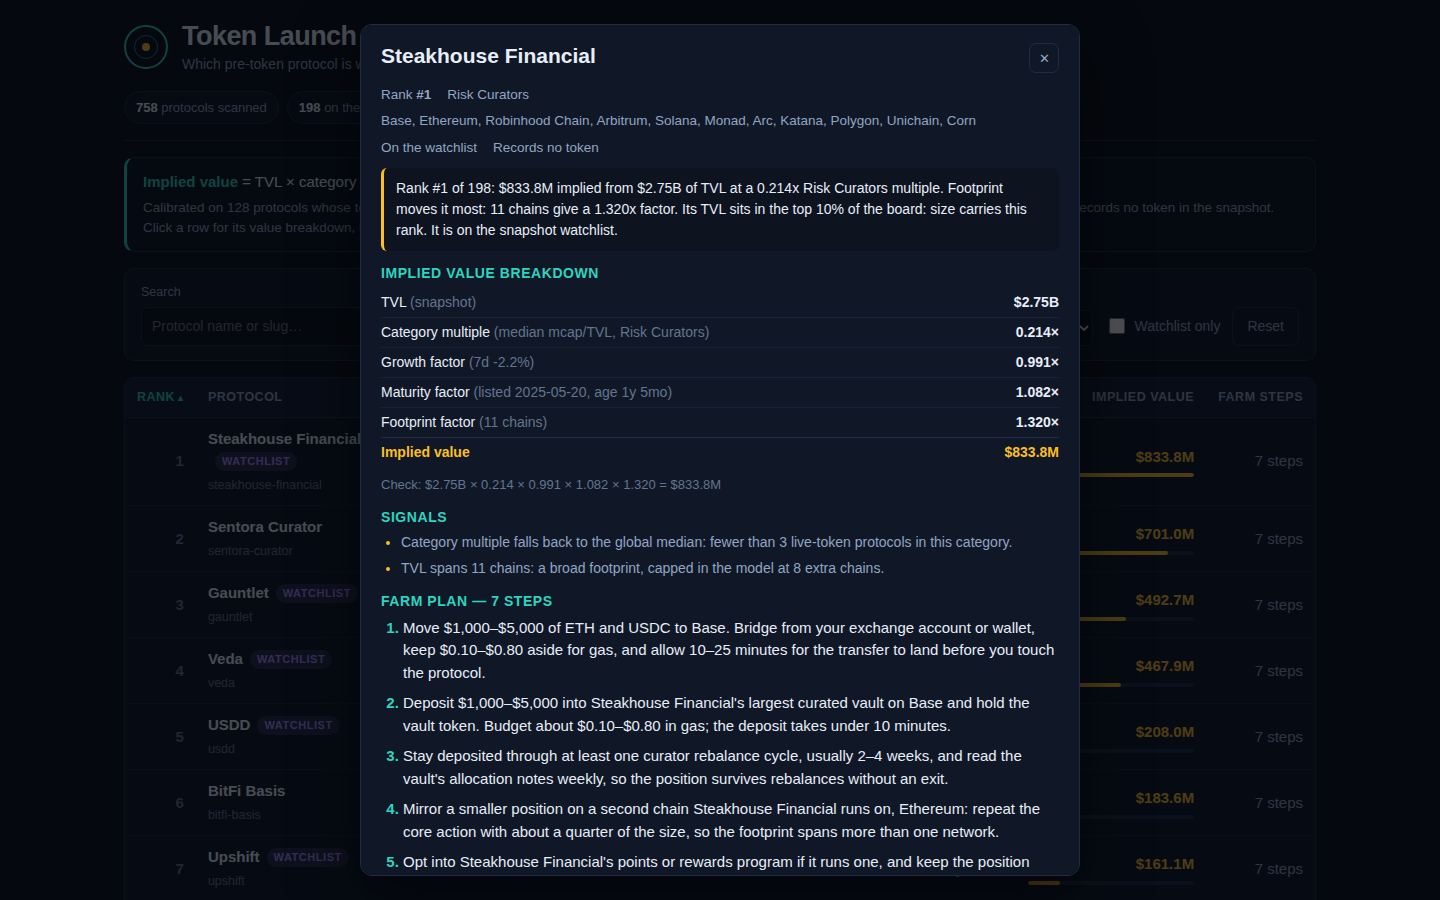 Token Launch
Which pre-token protocol is w
758 protocols scanned
198 on the
Implied value = TVL × category
Calibrated on 128 protocols whose t
ecords no token in the snapshot.
Click a row for its value breakdown,
Search
Protocol name or slug…
Watchlist only
Reset
RANK▲
PROTOCOL
IMPLIED VALUE
FARM STEPS
1
Steakhouse Financial
WATCHLIST
steakhouse-financial
$833.8M
7 steps
2
Sentora Curator
sentora-curator
$701.0M
7 steps
3
Gauntlet WATCHLIST
gauntlet
$492.7M
7 steps
4
Veda WATCHLIST
veda
$467.9M
7 steps
5
USDD WATCHLIST
usdd
$208.0M
7 steps
6
BitFi Basis
bitfi-basis
$183.6M
7 steps
7
Upshift WATCHLIST
upshift
$161.1M
7 steps
Steakhouse Financial
×
Rank #1 Risk Curators
Base, Ethereum, Robinhood Chain, Arbitrum, Solana, Monad, Arc, Katana, Polygon, Unichain, Corn
On the watchlist Records no token
Rank #1 of 198: $833.8M implied from $2.75B of TVL at a 0.214x Risk Curators multiple. Footprint
moves it most: 11 chains give a 1.320x factor. Its TVL sits in the top 10% of the board: size carries this
rank. It is on the snapshot watchlist.
IMPLIED VALUE BREAKDOWN
TVL (snapshot) $2.75B
Category multiple (median mcap/TVL, Risk Curators) 0.214×
Growth factor (7d -2.2%) 0.991×
Maturity factor (listed 2025-05-20, age 1y 5mo) 1.082×
Footprint factor (11 chains) 1.320×
Implied value $833.8M
Check: $2.75B × 0.214 × 0.991 × 1.082 × 1.320 = $833.8M
SIGNALS
• Category multiple falls back to the global median: fewer than 3 live-token protocols in this category.
• TVL spans 11 chains: a broad footprint, capped in the model at 8 extra chains.
FARM PLAN — 7 STEPS
1. Move $1,000–$5,000 of ETH and USDC to Base. Bridge from your exchange account or wallet,
keep $0.10–$0.80 aside for gas, and allow 10–25 minutes for the transfer to land before you touch
the protocol.
2. Deposit $1,000–$5,000 into Steakhouse Financial's largest curated vault on Base and hold the
vault token. Budget about $0.10–$0.80 in gas; the deposit takes under 10 minutes.
3. Stay deposited through at least one curator rebalance cycle, usually 2–4 weeks, and read the
vault's allocation notes weekly, so the position survives rebalances without an exit.
4. Mirror a smaller position on a second chain Steakhouse Financial runs on, Ethereum: repeat the
core action with about a quarter of the size, so the footprint spans more than one network.
5. Opt into Steakhouse Financial's points or rewards program if it runs one, and keep the position